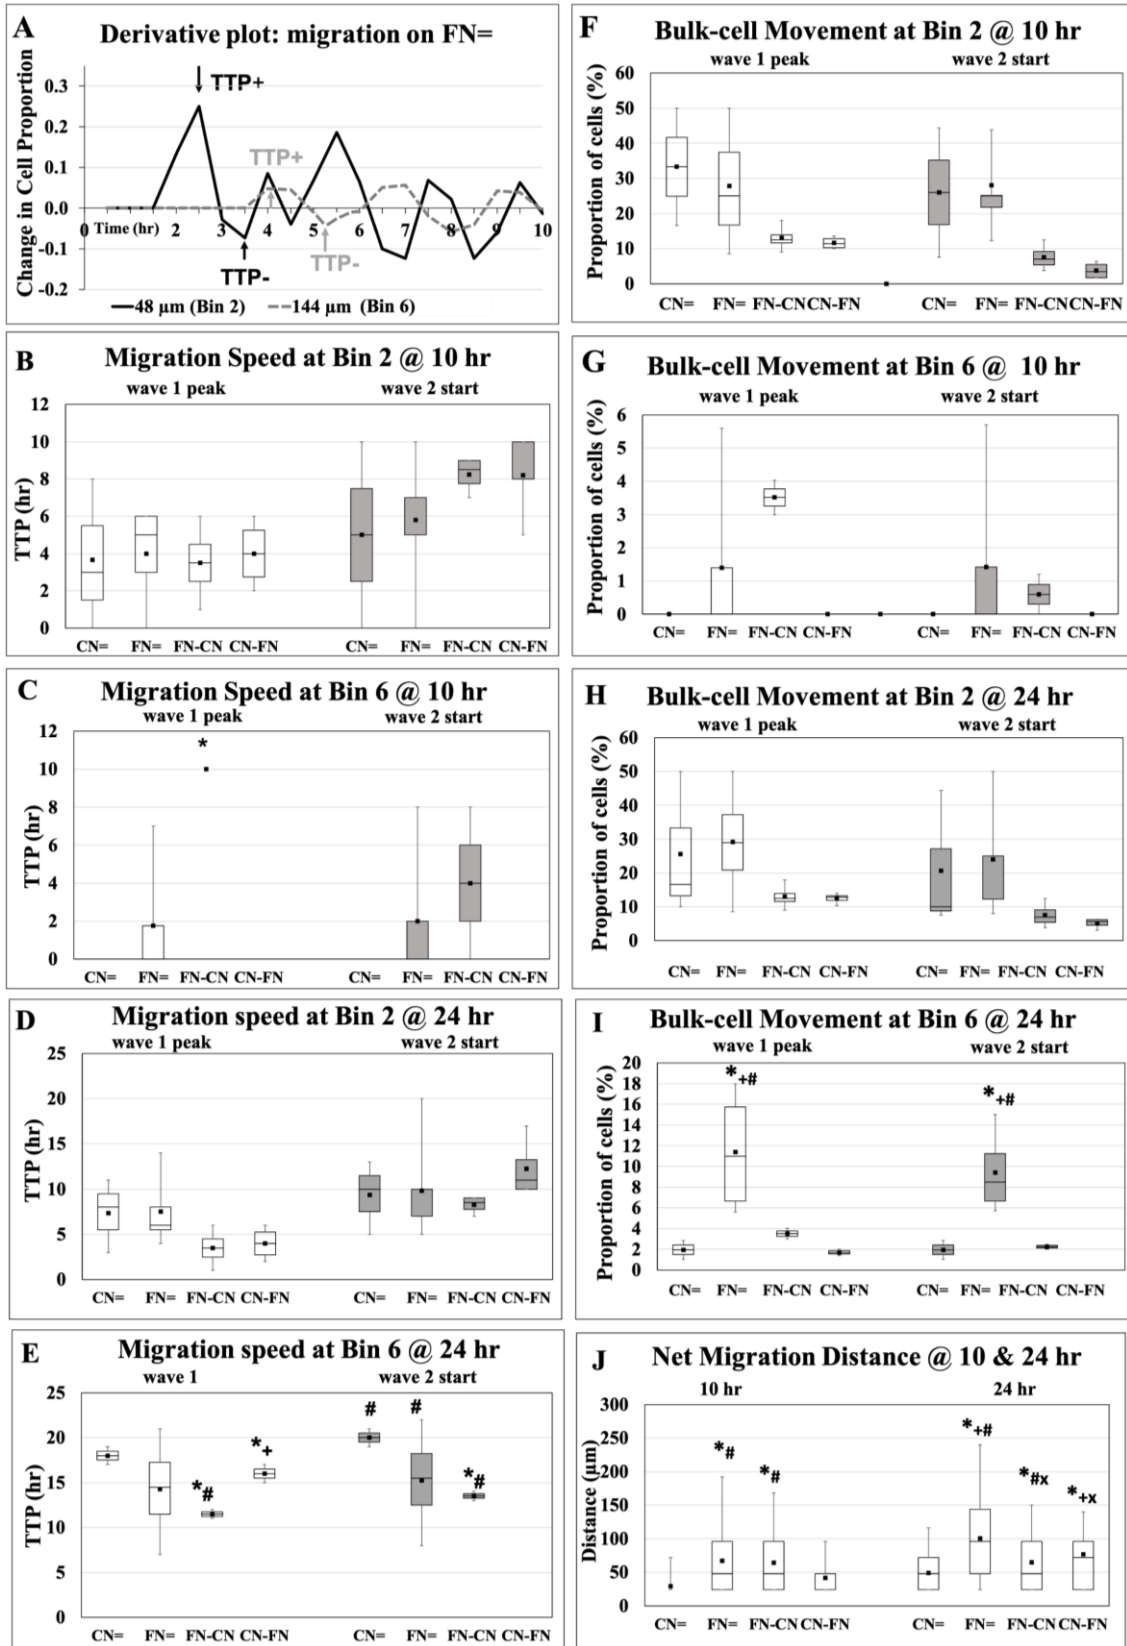 A
Derivative plot: migration on FN=
Change in Cell Proportion
0.3
0.2
0.1
0.0
-0.1
-0.2
TTP+
TTP+
TTP-
TTP-
0 Time (hr) 2 3 4 5 6 7 8 9 10
48 µm (Bin 2) 144 µm (Bin 6)
B
Migration Speed at Bin 2 @ 10 hr
wave 1 peak wave 2 start
TTP (hr)
12
10
8
6
4
2
0
CN= FN= FN-CN CN-FN CN= FN= FN-CN CN-FN
C
Migration Speed at Bin 6 @ 10 hr
wave 1 peak wave 2 start
TTP (hr)
12
10
8
6
4
2
0
*
CN= FN= FN-CN CN-FN CN= FN= FN-CN CN-FN
D
Migration speed at Bin 2 @ 24 hr
wave 1 peak wave 2 start
TTP (hr)
25
20
15
10
5
0
CN= FN= FN-CN CN-FN CN= FN= FN-CN CN-FN
E
Migration speed at Bin 6 @ 24 hr
wave 1 wave 2 start
TTP (hr)
25
20
15
10
5
0
*# *+ # # *#
CN= FN= FN-CN CN-FN CN= FN= FN-CN CN-FN
F
Bulk-cell Movement at Bin 2 @ 10 hr
wave 1 peak wave 2 start
Proportion of cells (%)
60
50
40
30
20
10
0
CN= FN= FN-CN CN-FN CN= FN= FN-CN CN-FN
G
Bulk-cell Movement at Bin 6 @ 10 hr
wave 1 peak wave 2 start
Proportion of cells (%)
6
5
4
3
2
1
0
CN= FN= FN-CN CN-FN CN= FN= FN-CN CN-FN
H
Bulk-cell Movement at Bin 2 @ 24 hr
wave 1 peak wave 2 start
Proportion of cells (%)
60
50
40
30
20
10
0
CN= FN= FN-CN CN-FN CN= FN= FN-CN CN-FN
I
Bulk-cell Movement at Bin 6 @ 24 hr
wave 1 peak wave 2 start
Proportion of cells (%)
20
18
16
14
12
10
8
6
4
2
0
*+# *+#
CN= FN= FN-CN CN-FN CN= FN= FN-CN CN-FN
J
Net Migration Distance @ 10 & 24 hr
10 hr 24 hr
Distance (µm)
300
250
200
150
100
50
0
*# *# *+# *#x *+x
CN= FN= FN-CN CN-FN CN= FN= FN-CN CN-FN